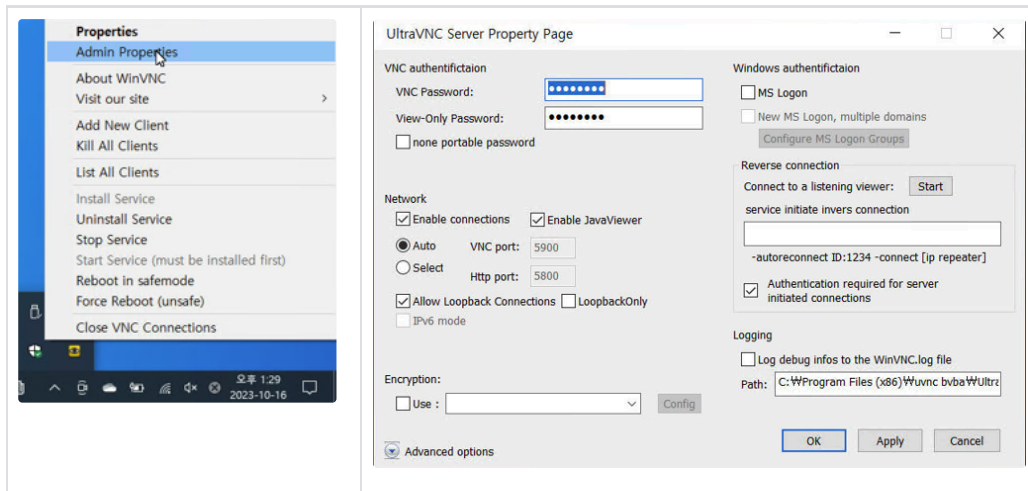 Properties
Admin Properties
About WinVNC
Visit our site
Add New Client
Kill All Clients
List All Clients
Install Service
Uninstall Service
Stop Service
Start Service (must be installed first)
Reboot in safemode
Force Reboot (unsafe)
Close VNC Connections
오후 1:29
2023-10-16
UltraVNC Server Property Page
VNC authentifictaion
VNC Password:
View-Only Password:
none portable password
Network
Enable connections
Enable JavaViewer
Auto
VNC port: 5900
Select
Http port: 5800
Allow Loopback Connections
LoopbackOnly
IPv6 mode
Encryption:
Use :
Config
Advanced options
Windows authentifictaion
MS Logon
New MS Logon, multiple domains
Configure MS Logon Groups
Reverse connection
Connect to a listening viewer: Start
service initiate invers connection
-autoreconnect ID:1234 -connect [ip repeater]
Authentication required for server
initiated connections
Logging
Log debug infos to the WinVNC.log file
Path: C:₩Program Files (x86)₩uvnc bvba₩Ultra
OK Apply Cancel